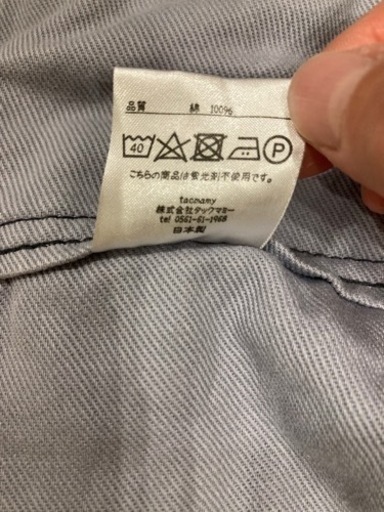 品質 綿 100%
40 P
こちらの商品は蛍光剤不使用です。
tacmamy
株式会社タックマミー
tel 0561-61-1968
日本製